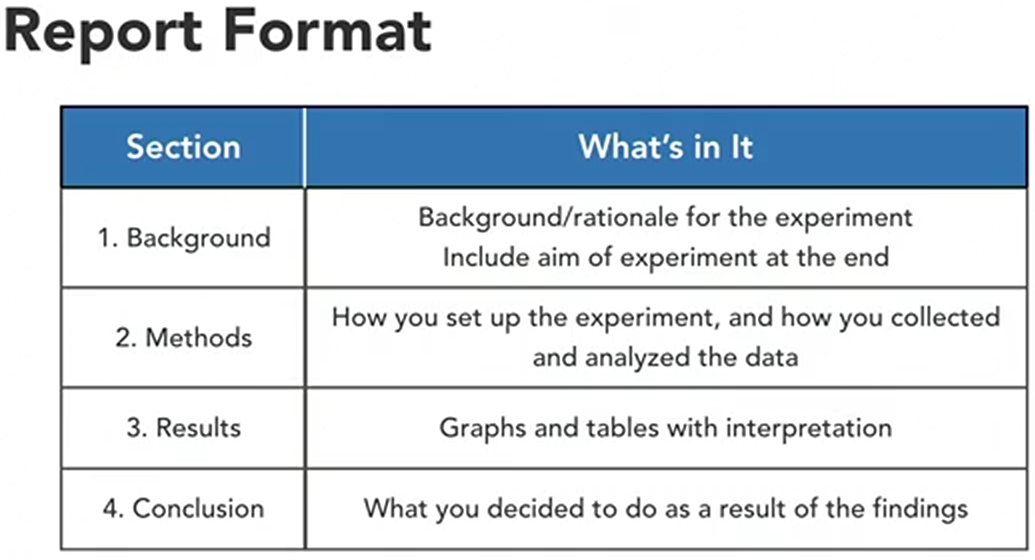 Report Format
Section
What's in It
1. Background
Background/rationale for the experiment
Include aim of experiment at the end
2. Methods
How you set up the experiment, and how you collected
and analyzed the data
3. Results
Graphs and tables with interpretation
4. Conclusion
What you decided to do as a result of the findings